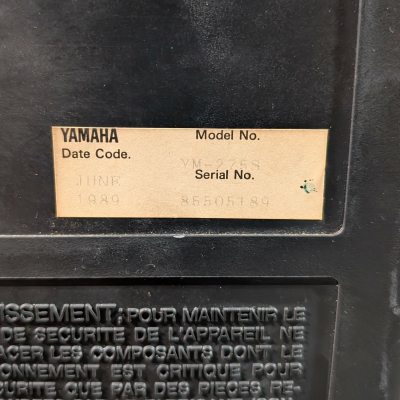 YAMAHA Model No.
Date Code. YM-275S
JUNE Serial No.
1989 85505189
ISSEMENT: POUR MAINTENIR LE
DE SECURITE DE L'APPAREIL NE
ACER LES COMPOSANTS DONT LE
ONNEMENT EST CRITIQUE POUR
CURITE QUE PAR DES PIECES RE-